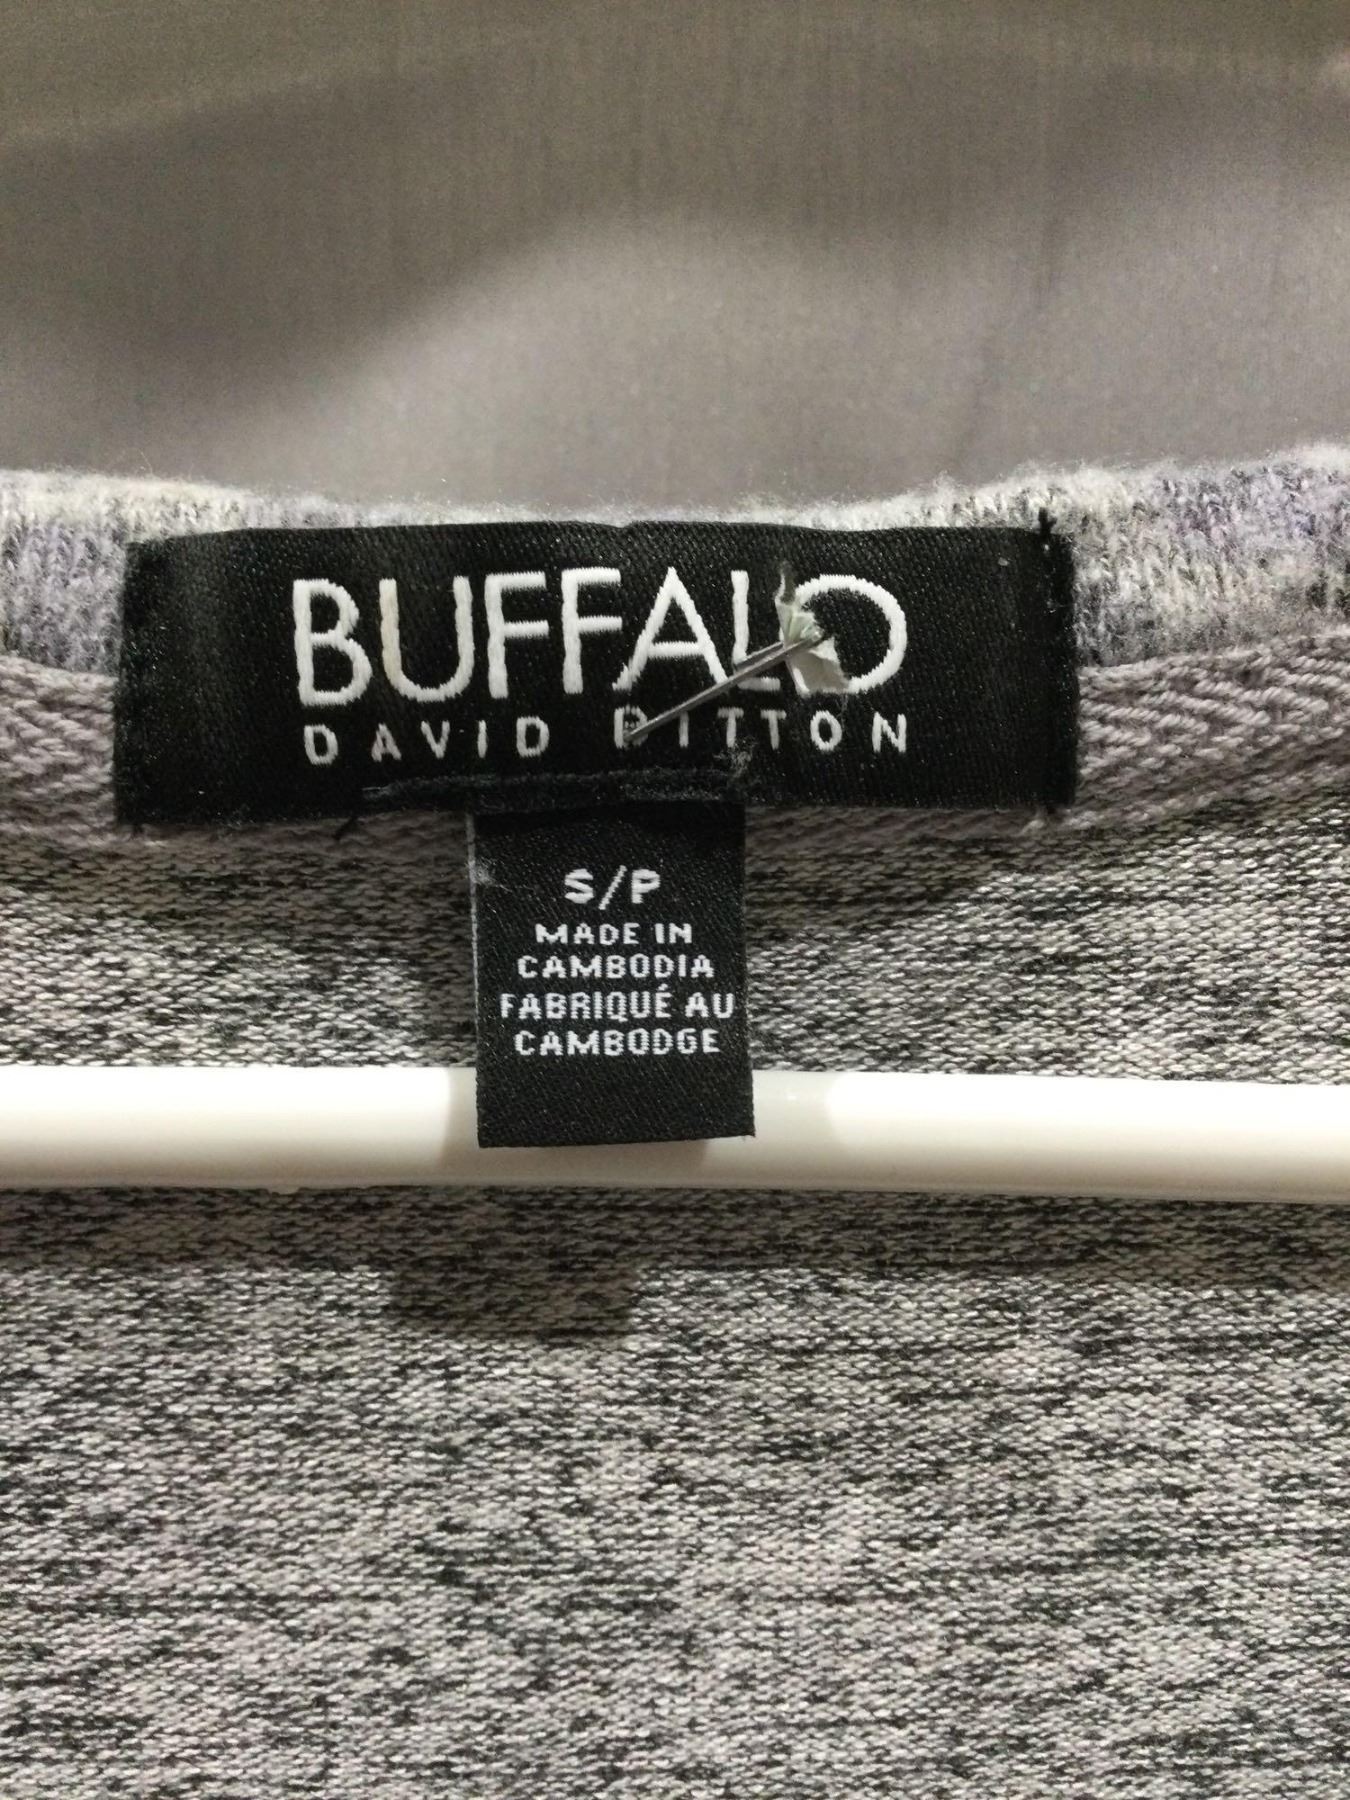 BUFFALO
DAVID BITTON
S/P
MADE IN
CAMBODIA
FABRIQUÉ AU
CAMBODGE